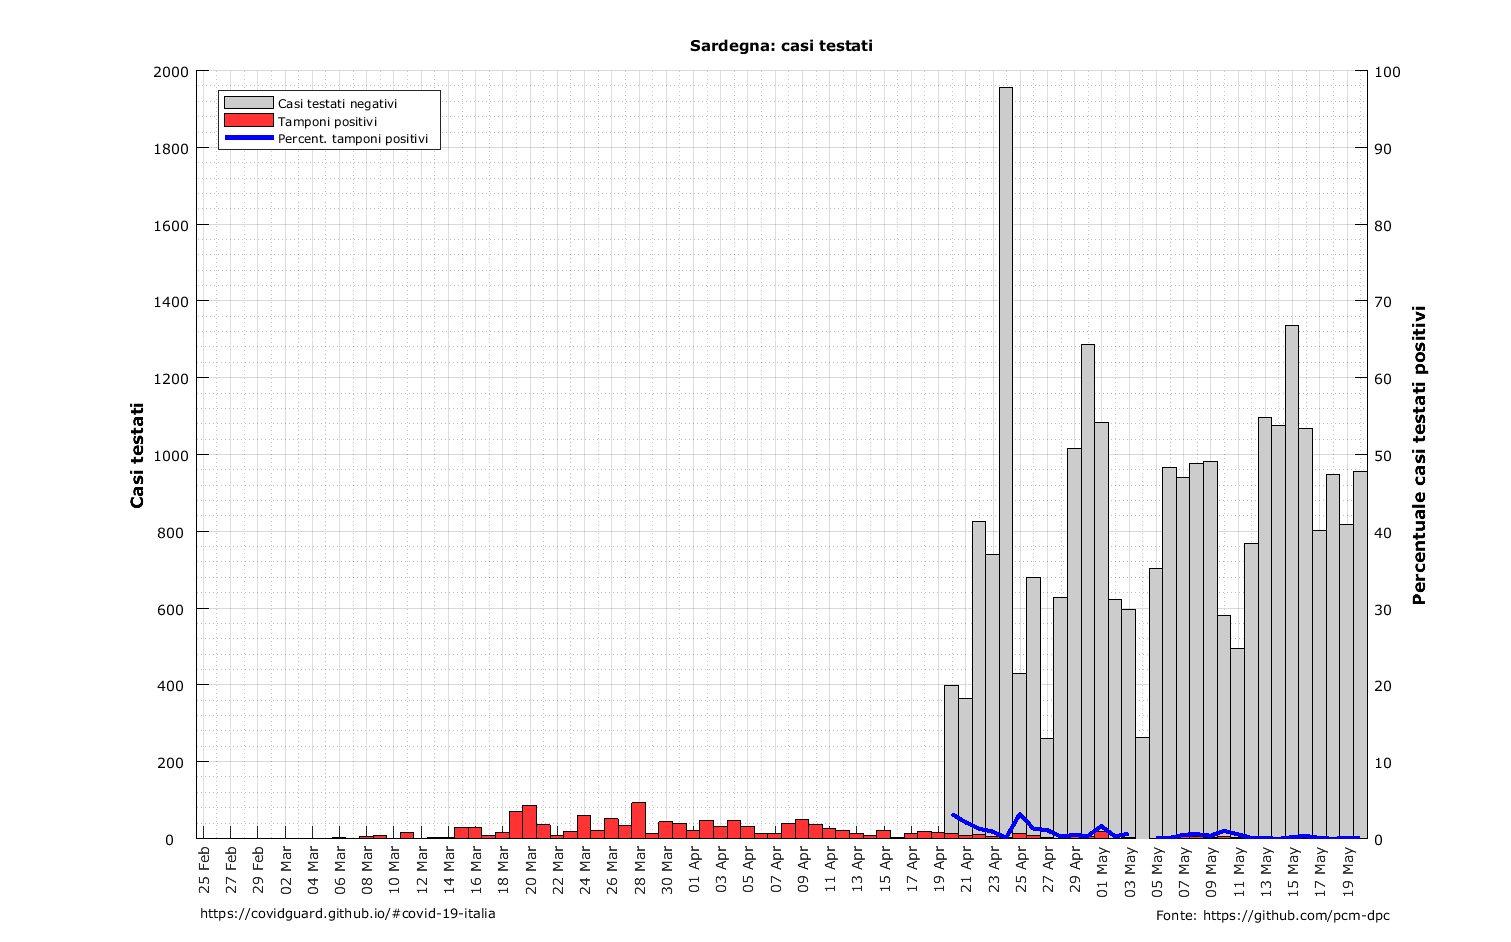 Sardegna: casi testati
Casi testati negativi
Tamponi positivi
Percent. tamponi positivi
Casi testati
2000
1800
1600
1400
1200
1000
800
600
400
200
0
100
90
80
70
60
50
40
30
20
10
0
Percentuale casi testati positivi
25 Feb
27 Feb
29 Feb
02 Mar
04 Mar
06 Mar
08 Mar
10 Mar
12 Mar
14 Mar
16 Mar
18 Mar
20 Mar
22 Mar
24 Mar
26 Mar
28 Mar
30 Mar
01 Apr
03 Apr
05 Apr
07 Apr
09 Apr
11 Apr
13 Apr
15 Apr
17 Apr
19 Apr
21 Apr
23 Apr
25 Apr
27 Apr
29 Apr
01 May
03 May
05 May
07 May
09 May
11 May
13 May
15 May
17 May
19 May
https://covidguard.github.io/#covid-19-italia
Fonte: https://github.com/pcm-dpc